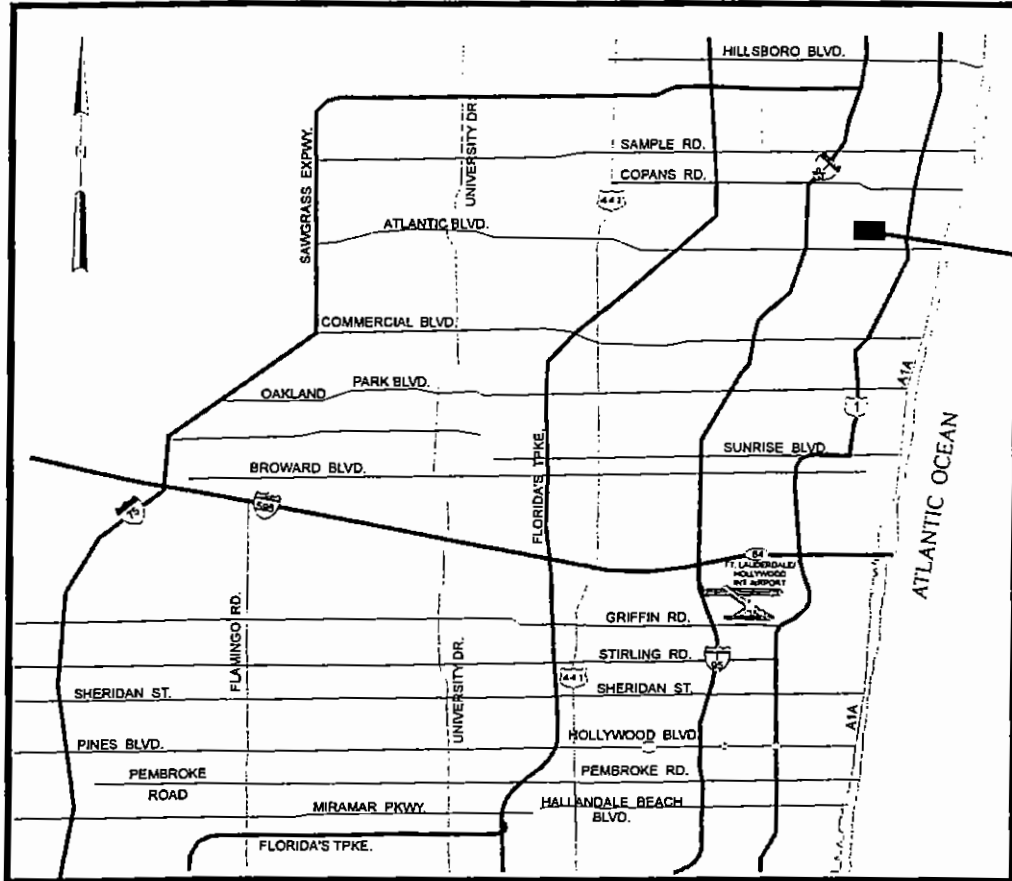 HILLSBORO BLVD.
SAMPLE RD.
COPANS RD.
441
UNIVERSITY DR.
SAWGRASS EXPWY.
ATLANTIC BLVD.
COMMERCIAL BLVD.
PARK BLVD.
OAKLAND
A1A
1
SUNRISE BLVD.
BROWARD BLVD.
FLORIDA'S TPKE.
75
595
84
FT. LAUDERDALE/
HOLLYWOOD
INT. AIRPORT
ATLANTIC OCEAN
GRIFFIN RD.
FLAMINGO RD.
UNIVERSITY DR.
STIRLING RD.
95
441
SHERIDAN ST.
SHERIDAN ST.
A1A
PINES BLVD.
HOLLYWOOD BLVD.
PEMBROKE
ROAD
PEMBROKE RD.
MIRAMAR PKWY.
HALLANDALE BEACH
BLVD.
FLORIDA'S TPKE.